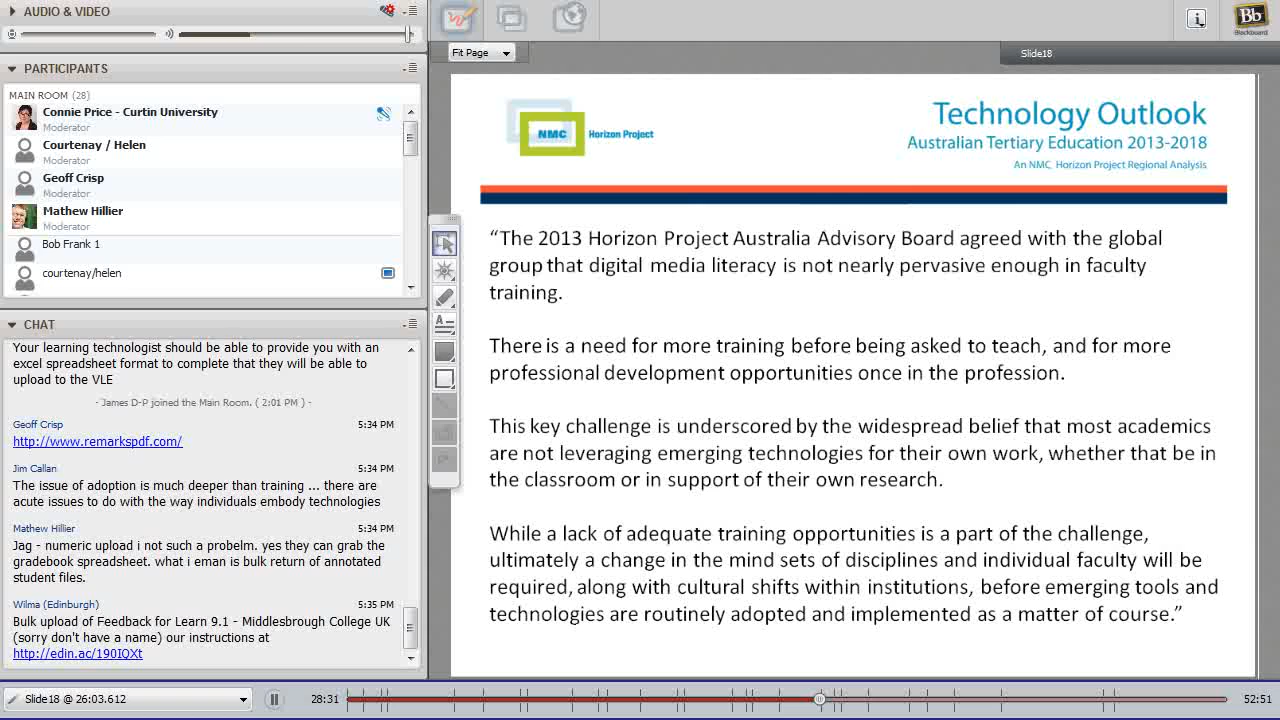 AUDIO & VIDEO
PARTICIPANTS
MAIN ROOM (28)
Connie Price - Curtin University
Moderator
Courtenay / Helen
Moderator
Geoff Crisp
Moderator
Mathew Hillier
Moderator
Bob Frank 1
courtenay/helen
CHAT
Your learning technologist should be able to provide you with an
excel spreadsheet format to complete that they will be able to
upload to the VLE
- James D-P joined the Main Room. ( 2:01 PM ) -
Geoff Crisp 5:34 PM
http://www.remarkspdf.com/
Jim Callan 5:34 PM
The issue of adoption is much deeper than training ... there are
acute issues to do with the way individuals embody technologies
Mathew Hillier 5:34 PM
Jag - numeric upload i not such a probelm. yes they can grab the
gradebook spreadsheet. what i eman is bulk return of annotated
student files.
Wilma (Edinburgh) 5:35 PM
Bulk upload of Feedback for Learn 9.1 - Middlesbrough College UK
(sorry don't have a name) our instructions at
http://edin.ac/190IQXt
Slide18 @ 26:03.612
28:31
52:51
Fit Page
Slide18
Bb
Blackboard
NMC Horizon Project
Technology Outlook
Australian Tertiary Education 2013-2018
An NMC Horizon Project Regional Analysis
“The 2013 Horizon Project Australia Advisory Board agreed with the global
group that digital media literacy is not nearly pervasive enough in faculty
training.
There is a need for more training before being asked to teach, and for more
professional development opportunities once in the profession.
This key challenge is underscored by the widespread belief that most academics
are not leveraging emerging technologies for their own work, whether that be in
the classroom or in support of their own research.
While a lack of adequate training opportunities is a part of the challenge,
ultimately a change in the mind sets of disciplines and individual faculty will be
required, along with cultural shifts within institutions, before emerging tools and
technologies are routinely adopted and implemented as a matter of course.”